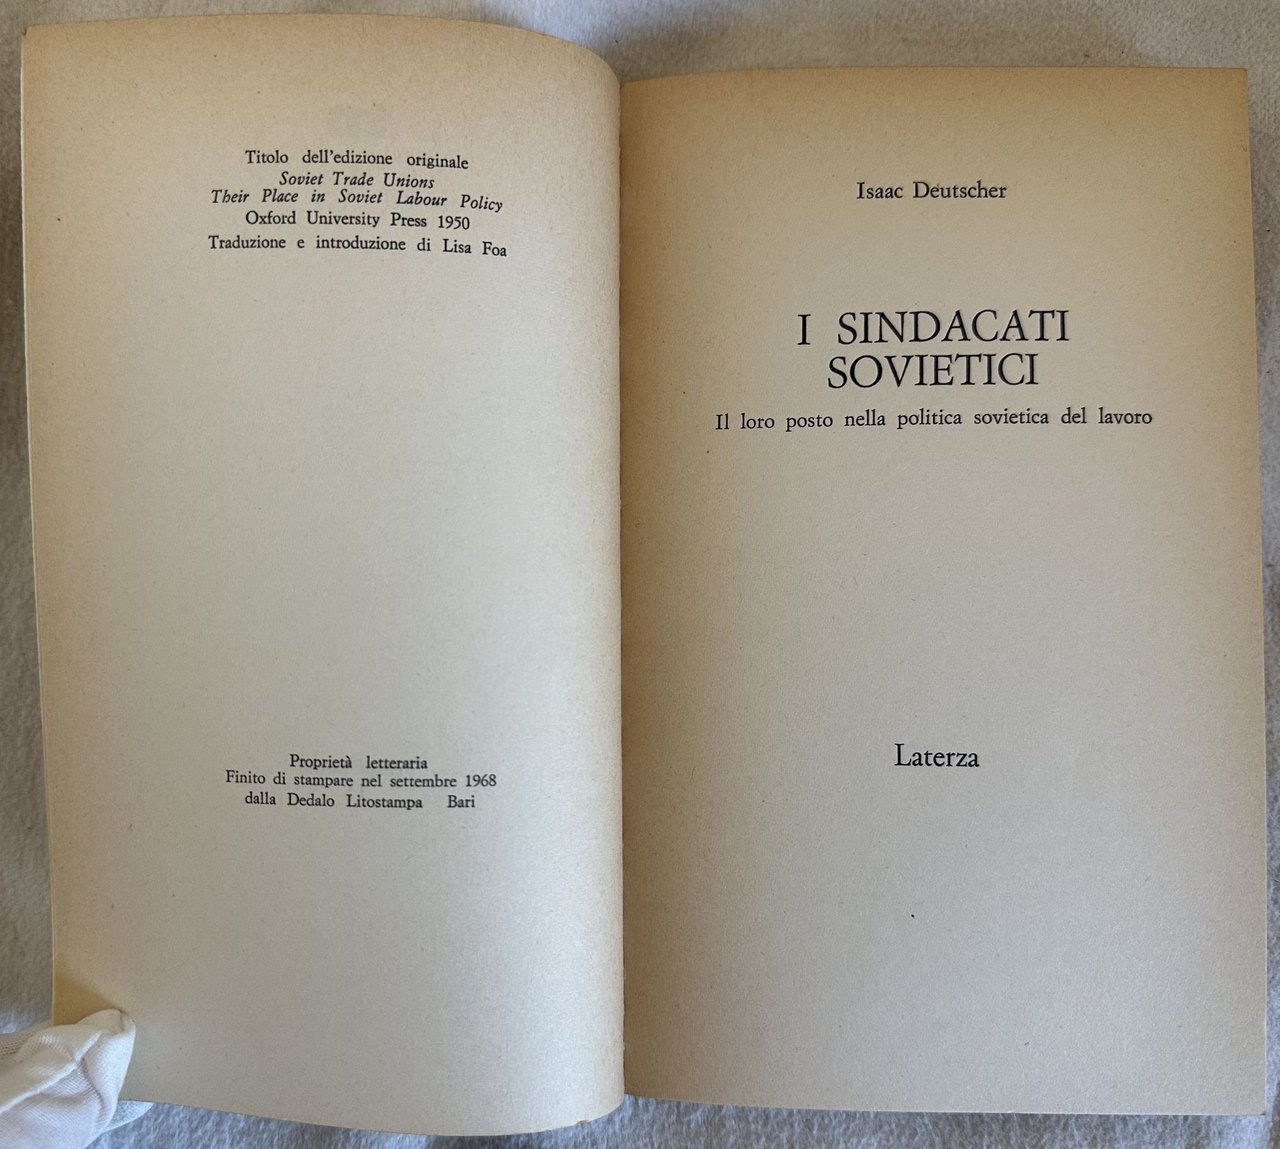 Titolo dell'edizione originale
Soviet Trade Unions
Their Place in Soviet Labour Policy
Oxford University Press 1950
Traduzione e introduzione di Lisa Foa
Proprietà letteraria
Finito di stampare nel settembre 1968
dalla Dedalo Litostampa Bari
Isaac Deutscher
I SINDACATI
SOVIETICI
Il loro posto nella politica sovietica del lavoro
Laterza